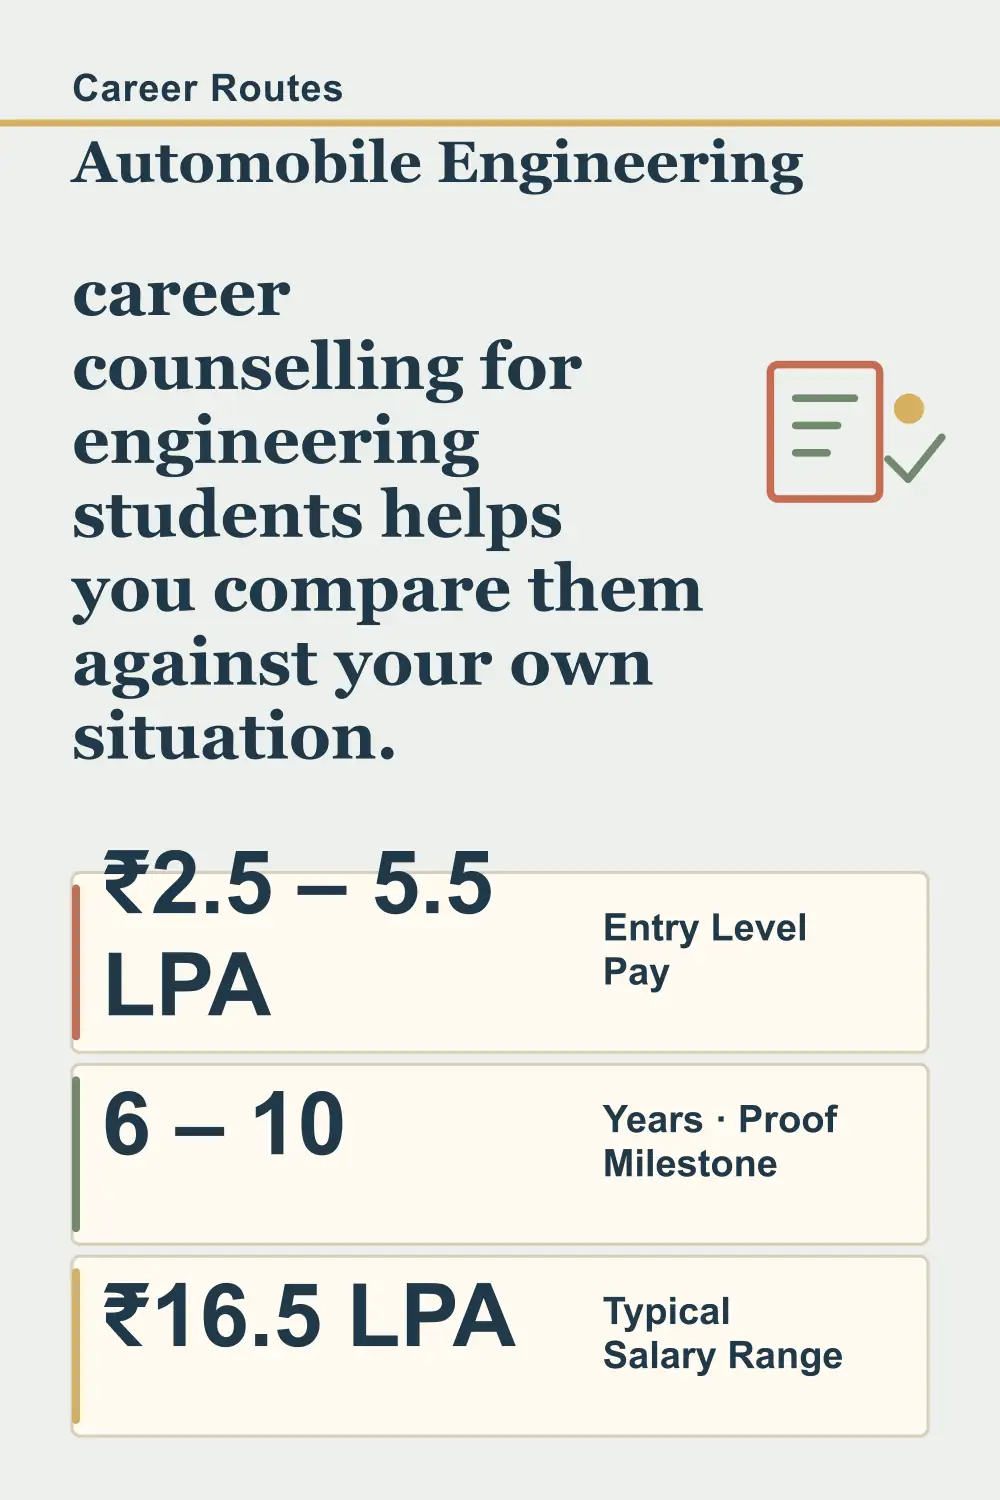 Career Routes
Automobile Engineering
career
counselling for
engineering
students helps
you compare them
against your own
situation.
₹2.5 – 5.5
LPA
Entry Level
Pay
6 – 10
Years · Proof
Milestone
₹16.5 LPA
Typical
Salary Range